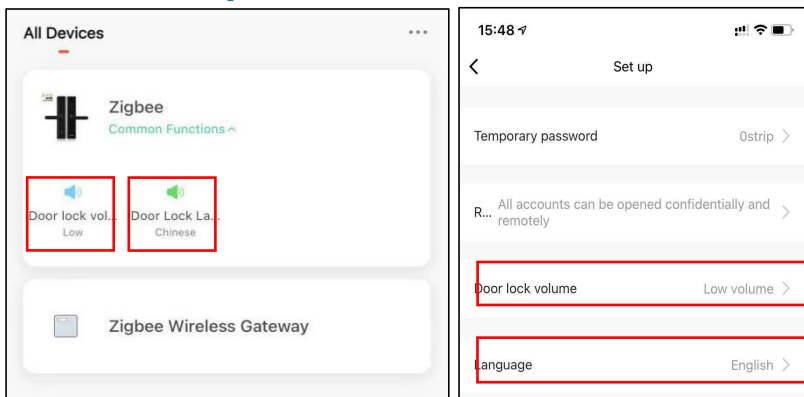 All Devices
Zigbee
Common Functions
Door lock vol...
Low
Door Lock La...
Chinese
Zigbee Wireless Gateway
15:48
Set up
Temporary password
0strip
R...
All accounts can be opened confidentially and
remotely
Door lock volume
Low volume
Language
English